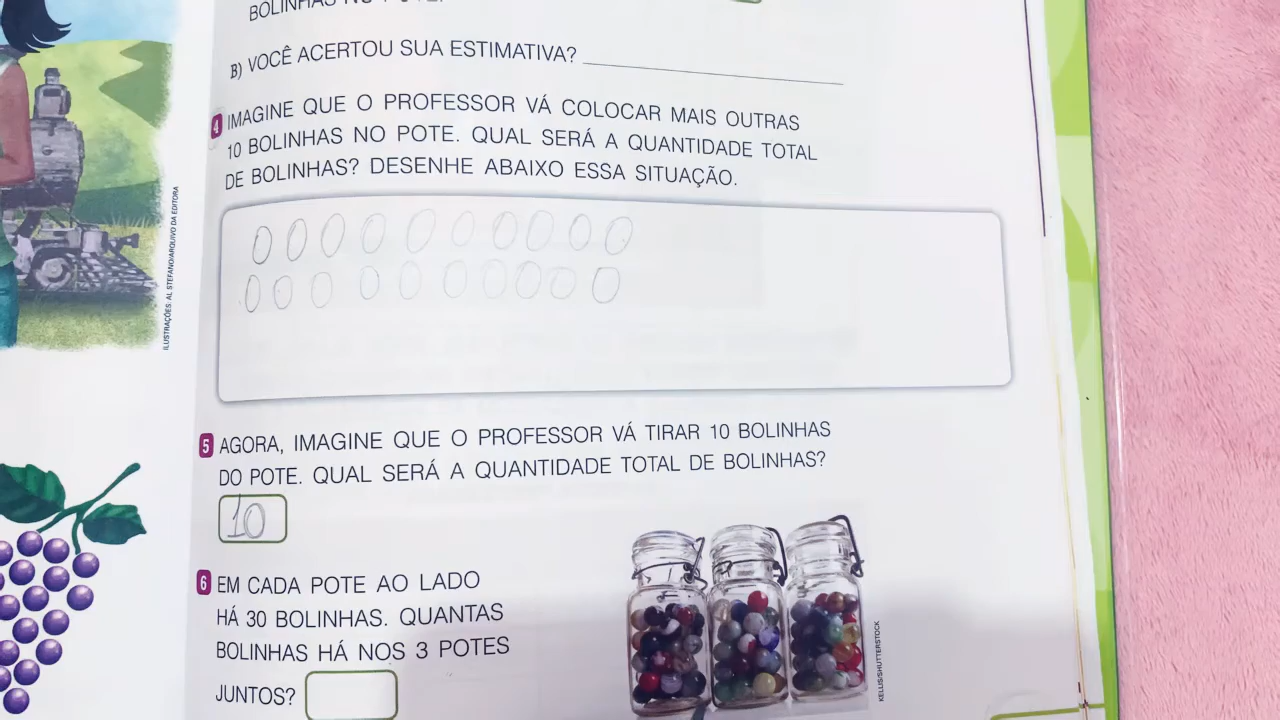 BOLINHAS NO POTE.
B) VOCÊ ACERTOU SUA ESTIMATIVA?
4 IMAGINE QUE O PROFESSOR VÁ COLOCAR MAIS OUTRAS
10 BOLINHAS NO POTE. QUAL SERÁ A QUANTIDADE TOTAL
DE BOLINHAS? DESENHE ABAIXO ESSA SITUAÇÃO.
ILUSTRAÇÕES: AL STEFANO/ARQUIVO DA EDITORA
5 AGORA, IMAGINE QUE O PROFESSOR VÁ TIRAR 10 BOLINHAS
DO POTE. QUAL SERÁ A QUANTIDADE TOTAL DE BOLINHAS?
10
6 EM CADA POTE AO LADO
HÁ 30 BOLINHAS. QUANTAS
BOLINHAS HÁ NOS 3 POTES
JUNTOS?
KELLIS/SHUTTERSTOCK